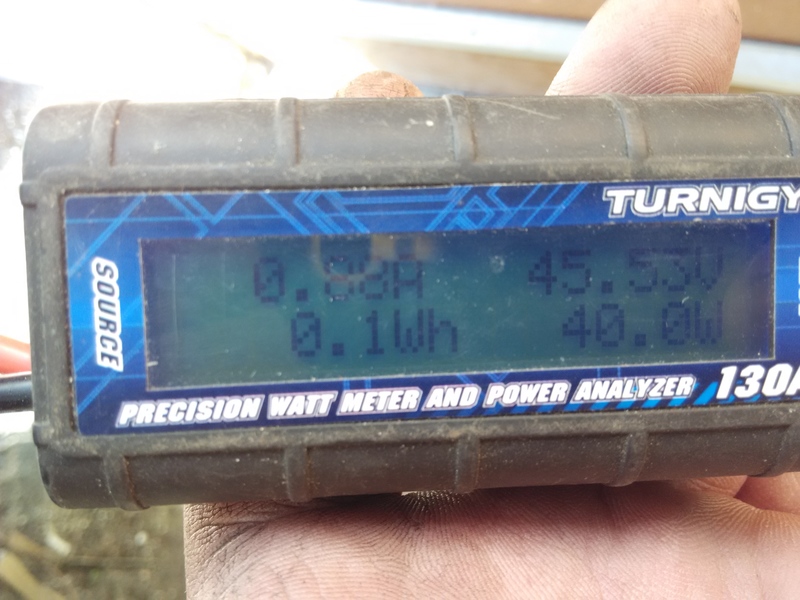 TURNIGY
SOURCE
0.88A 45.53V
0.1Wh 40.0W
PRECISION WATT METER AND POWER ANALYZER 130A